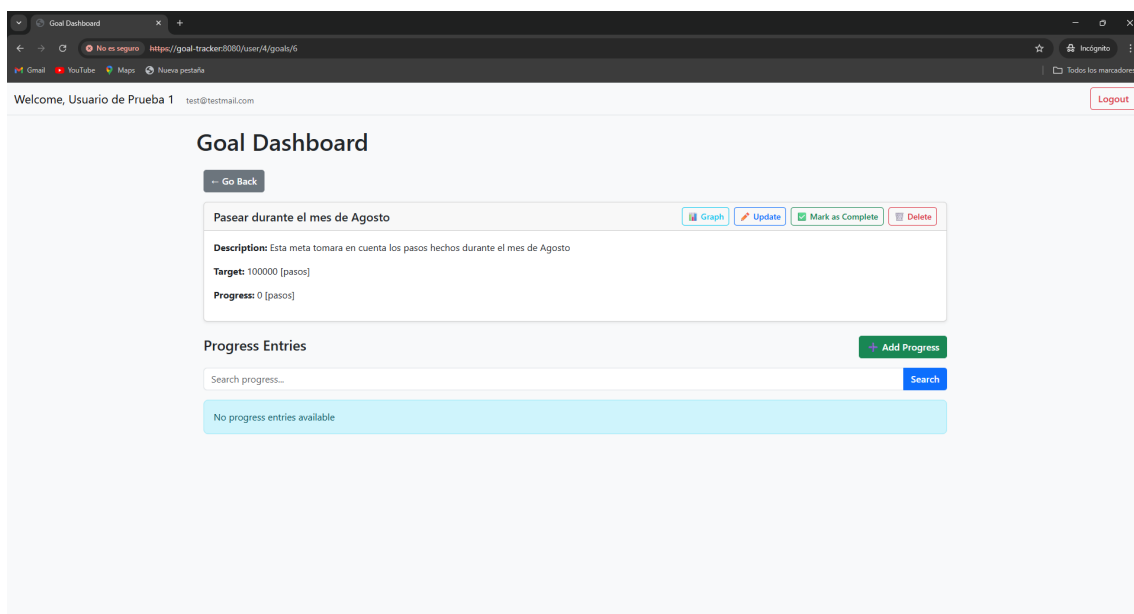 Goal Dashboard
No es seguro https://goal-tracker:8080/user/4/goals/6 Incógnito
Gmail YouTube Maps Nueva pestaña Todos los marcadores
Welcome, Usuario de Prueba 1 test@testmail.com Logout
Goal Dashboard
← Go Back
Pasear durante el mes de Agosto Graph Update Mark as Complete Delete
Description: Esta meta tomara en cuenta los pasos hechos durante el mes de Agosto
Target: 100000 [pasos]
Progress: 0 [pasos]
Progress Entries + Add Progress
Search progress... Search
No progress entries available